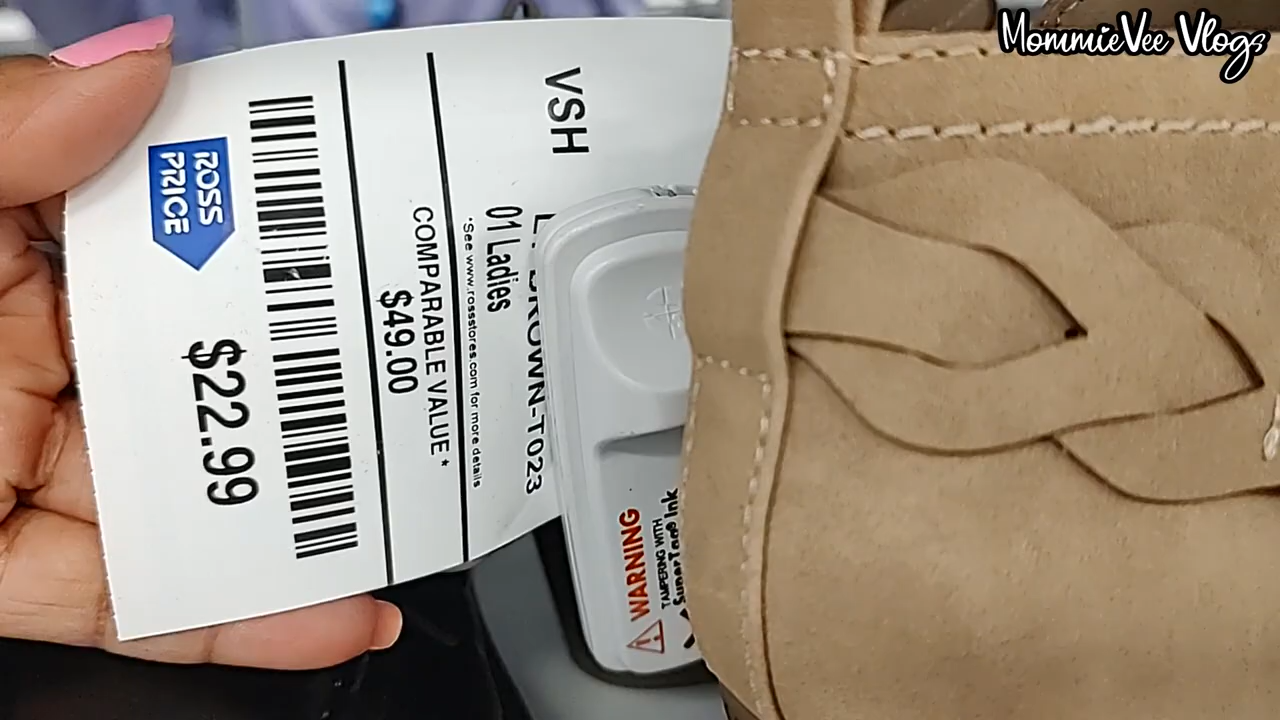 MommieVee Vlogs
VSH
BROWN-T023
01 Ladies
*See www.rossstores.com for more details
COMPARABLE VALUE *
$49.00
ROSS
PRICE
$22.99
WARNING
TAMPERING WITH
SuperTag® Ink